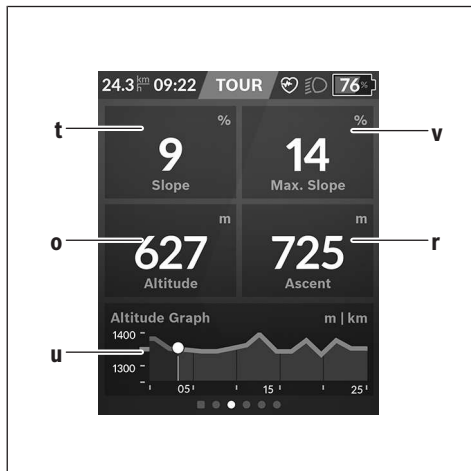 24.3 km/h 09:22 TOUR 76%
t % % v
9 14
Slope Max. Slope
o m m r
627 725
Altitude Ascent
Altitude Graph m | km
1400
u
1300
05 15 25